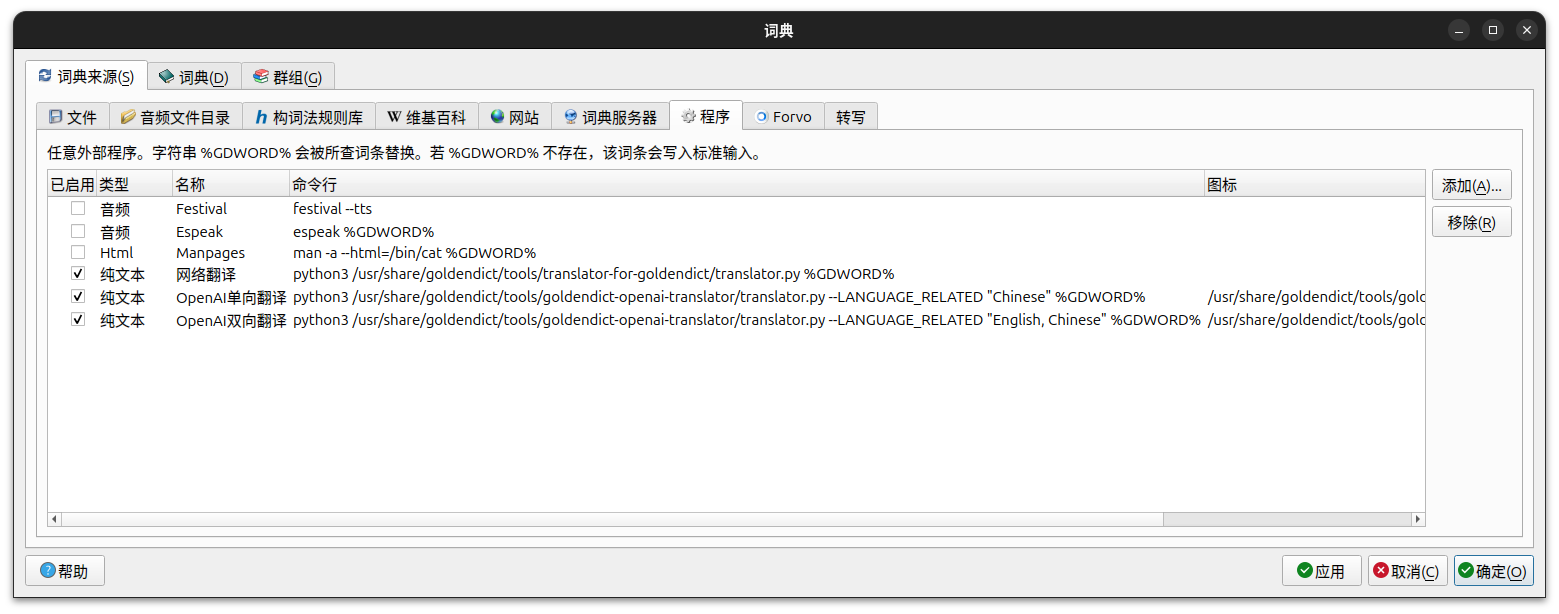 词典
词典来源(S) 词典(D) 群组(G)
文件 音频文件目录 构词法规则库 维基百科 网站 词典服务器 程序 Forvo 转写
任意外部程序。字符串 %GDWORD% 会被所查词条替换。若 %GDWORD% 不存在，该词条会写入标准输入。
已启用 类型 名称 命令行 图标
音频 Festival festival --tts
音频 Espeak espeak %GDWORD%
Html Manpages man -a --html=/bin/cat %GDWORD%
纯文本 网络翻译 python3 /usr/share/goldendict/tools/translator-for-goldendict/translator.py %GDWORD%
纯文本 OpenAI单向翻译 python3 /usr/share/goldendict/tools/goldendict-openai-translator/translator.py --LANGUAGE_RELATED "Chinese" %GDWORD% /usr/share/goldendict/tools/gold
纯文本 OpenAI双向翻译 python3 /usr/share/goldendict/tools/goldendict-openai-translator/translator.py --LANGUAGE_RELATED "English, Chinese" %GDWORD% /usr/share/goldendict/tools/gold
添加(A)...
移除(R)
帮助 应用 取消(C) 确定(O)